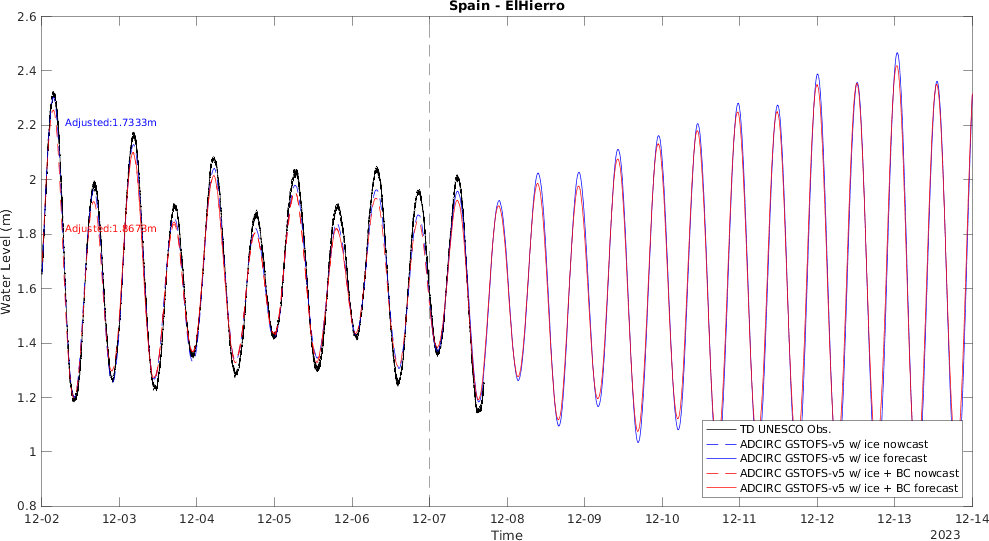 Spain - ElHierro
2.6
2.4
2.2
2
1.8
1.6
1.4
1.2
1
0.8
Water Level (m)
Adjusted:1.7333m
Adjusted:1.8673m
TD UNESCO Obs.
ADCIRC GSTOFS-v5 w/ ice nowcast
ADCIRC GSTOFS-v5 w/ ice forecast
ADCIRC GSTOFS-v5 w/ ice + BC nowcast
ADCIRC GSTOFS-v5 w/ ice + BC forecast
12-02 12-03 12-04 12-05 12-06 12-07 12-08 12-09 12-10 12-11 12-12 12-13 12-14
Time
2023